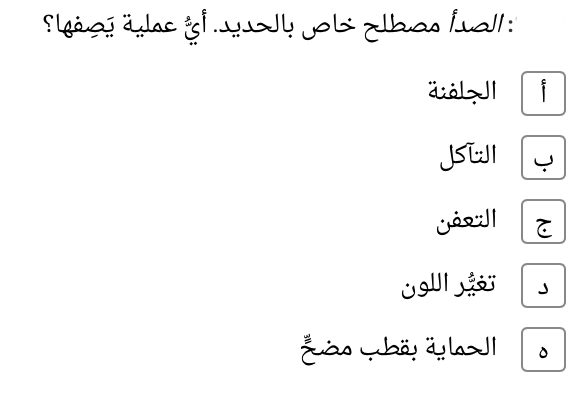 : الصدأ مصطلح خاص بالحديد. أيُّ عملية يَصِفها؟
أ الجلفنة
ب التآكل
ج التعفن
د تغيُّر اللون
ه الحماية بقطب مضحٍّ